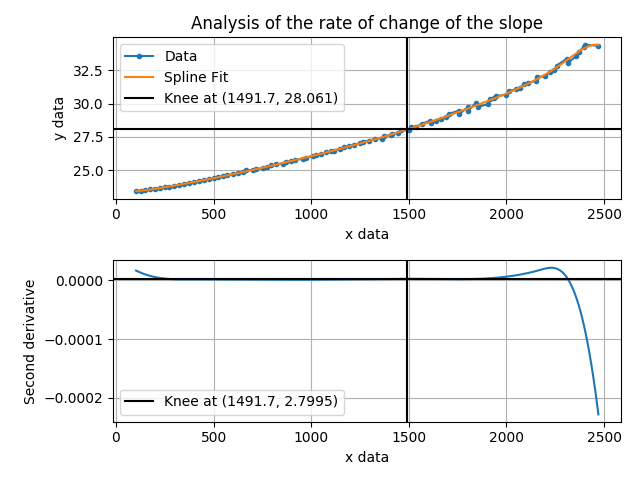 Analysis of the rate of change of the slope
32.5
30.0
27.5
25.0
y data
Data
Spline Fit
Knee at (1491.7, 28.061)
0
500
1000
1500
2000
2500
x data
0.0000
−0.0001
−0.0002
Second derivative
Knee at (1491.7, 2.7995)
0
500
1000
1500
2000
2500
x data